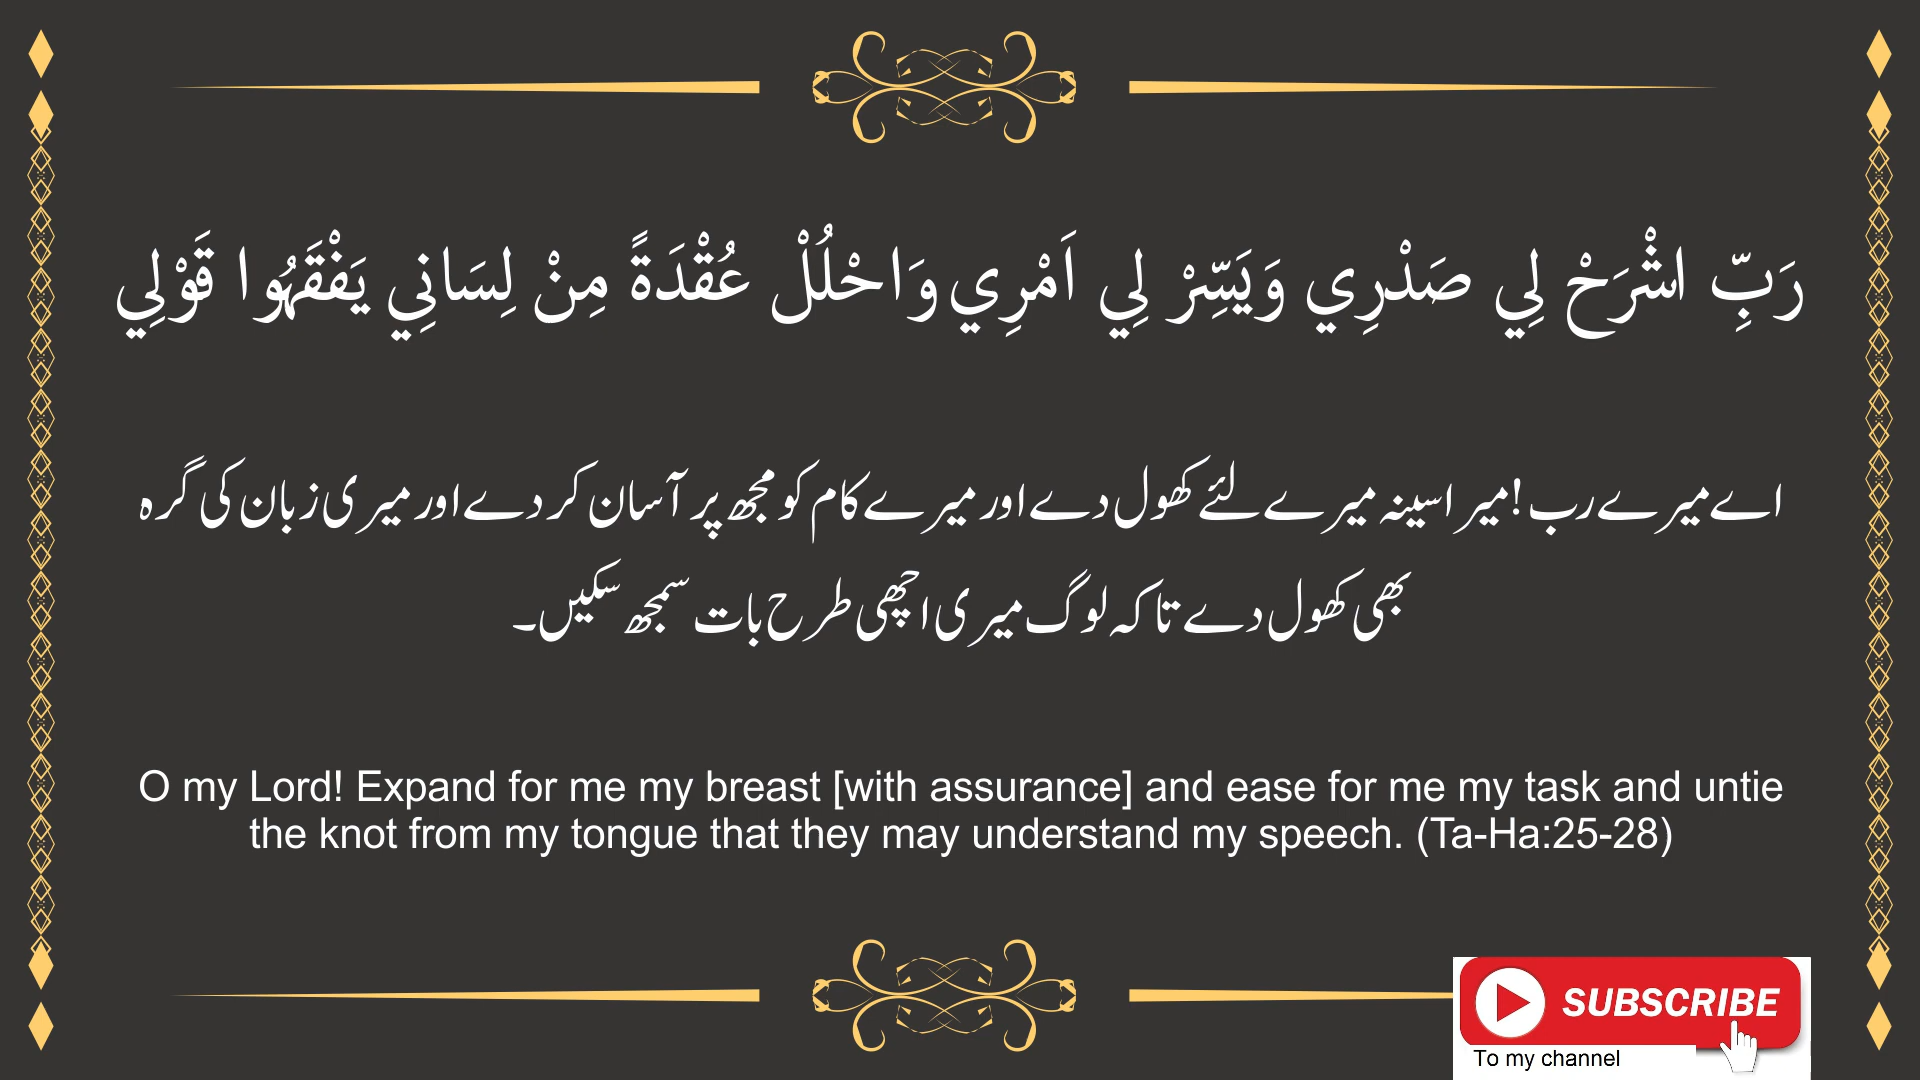 رَبِّ اشْرَحْ لِي صَدْرِي وَيَسِّرْ لِي اَمْرِي وَاحْلُلْ عُقْدَةً مِنْ لِسَانِي يَفْقَهُوا قَوْلِي
اے میرے رب! میرا سینہ میرے لئے کھول دے اور میرے کام کو مجھ پر آسان کر دے اور میری زبان کی گرہ
بھی کھول دے تاکہ لوگ میری اچھی طرح بات سمجھ سکیں۔
O my Lord! Expand for me my breast [with assurance] and ease for me my task and untie
the knot from my tongue that they may understand my speech. (Ta-Ha:25-28)
SUBSCRIBE
To my channel